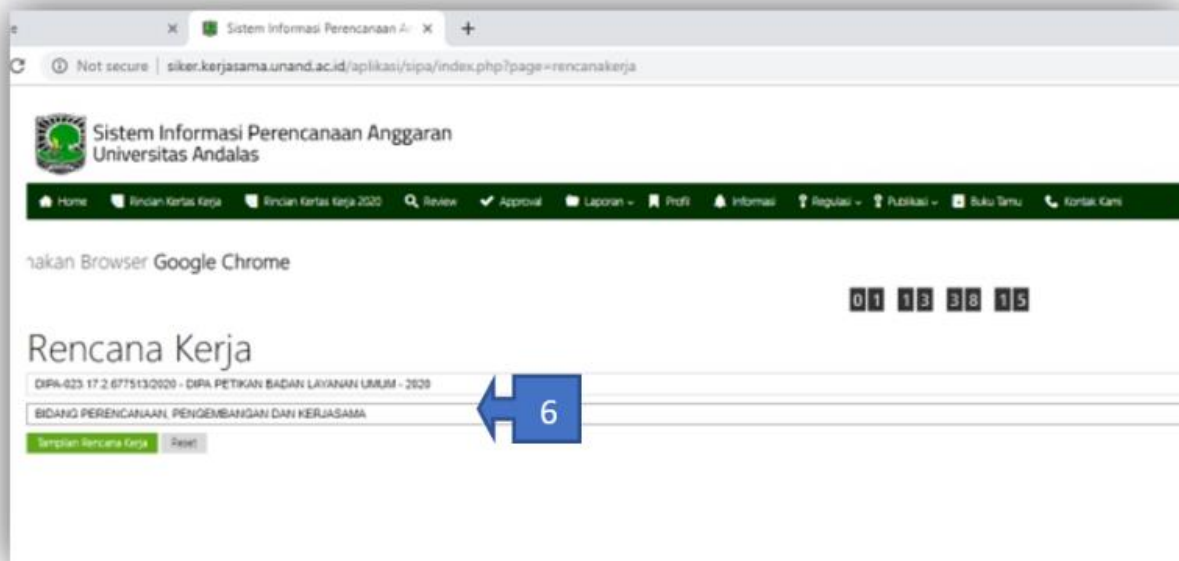 Sistem Informasi Perencanaan An
Not secure | siker.kerjasama.unand.ac.id/aplikasi/sipa/index.php?page=rencanakerja
Sistem Informasi Perencanaan Anggaran
Universitas Andalas
Home Rincian Kertas Kerja Rincian Kertas Kerja 2020 Review Approval Laporan Profil Informasi Regulasi Publikasi Buku Tamu Kontak Kami
nakan Browser Google Chrome
01 13 38 15
Rencana Kerja
DIPA-023.17.2.677513/2020 - DIPA PETIKAN BADAN LAYANAN UMUM - 2020
BIDANG PERENCANAAN, PENGEMBANGAN DAN KERJASAMA
6
Tampilan Rencana Kerja Reset